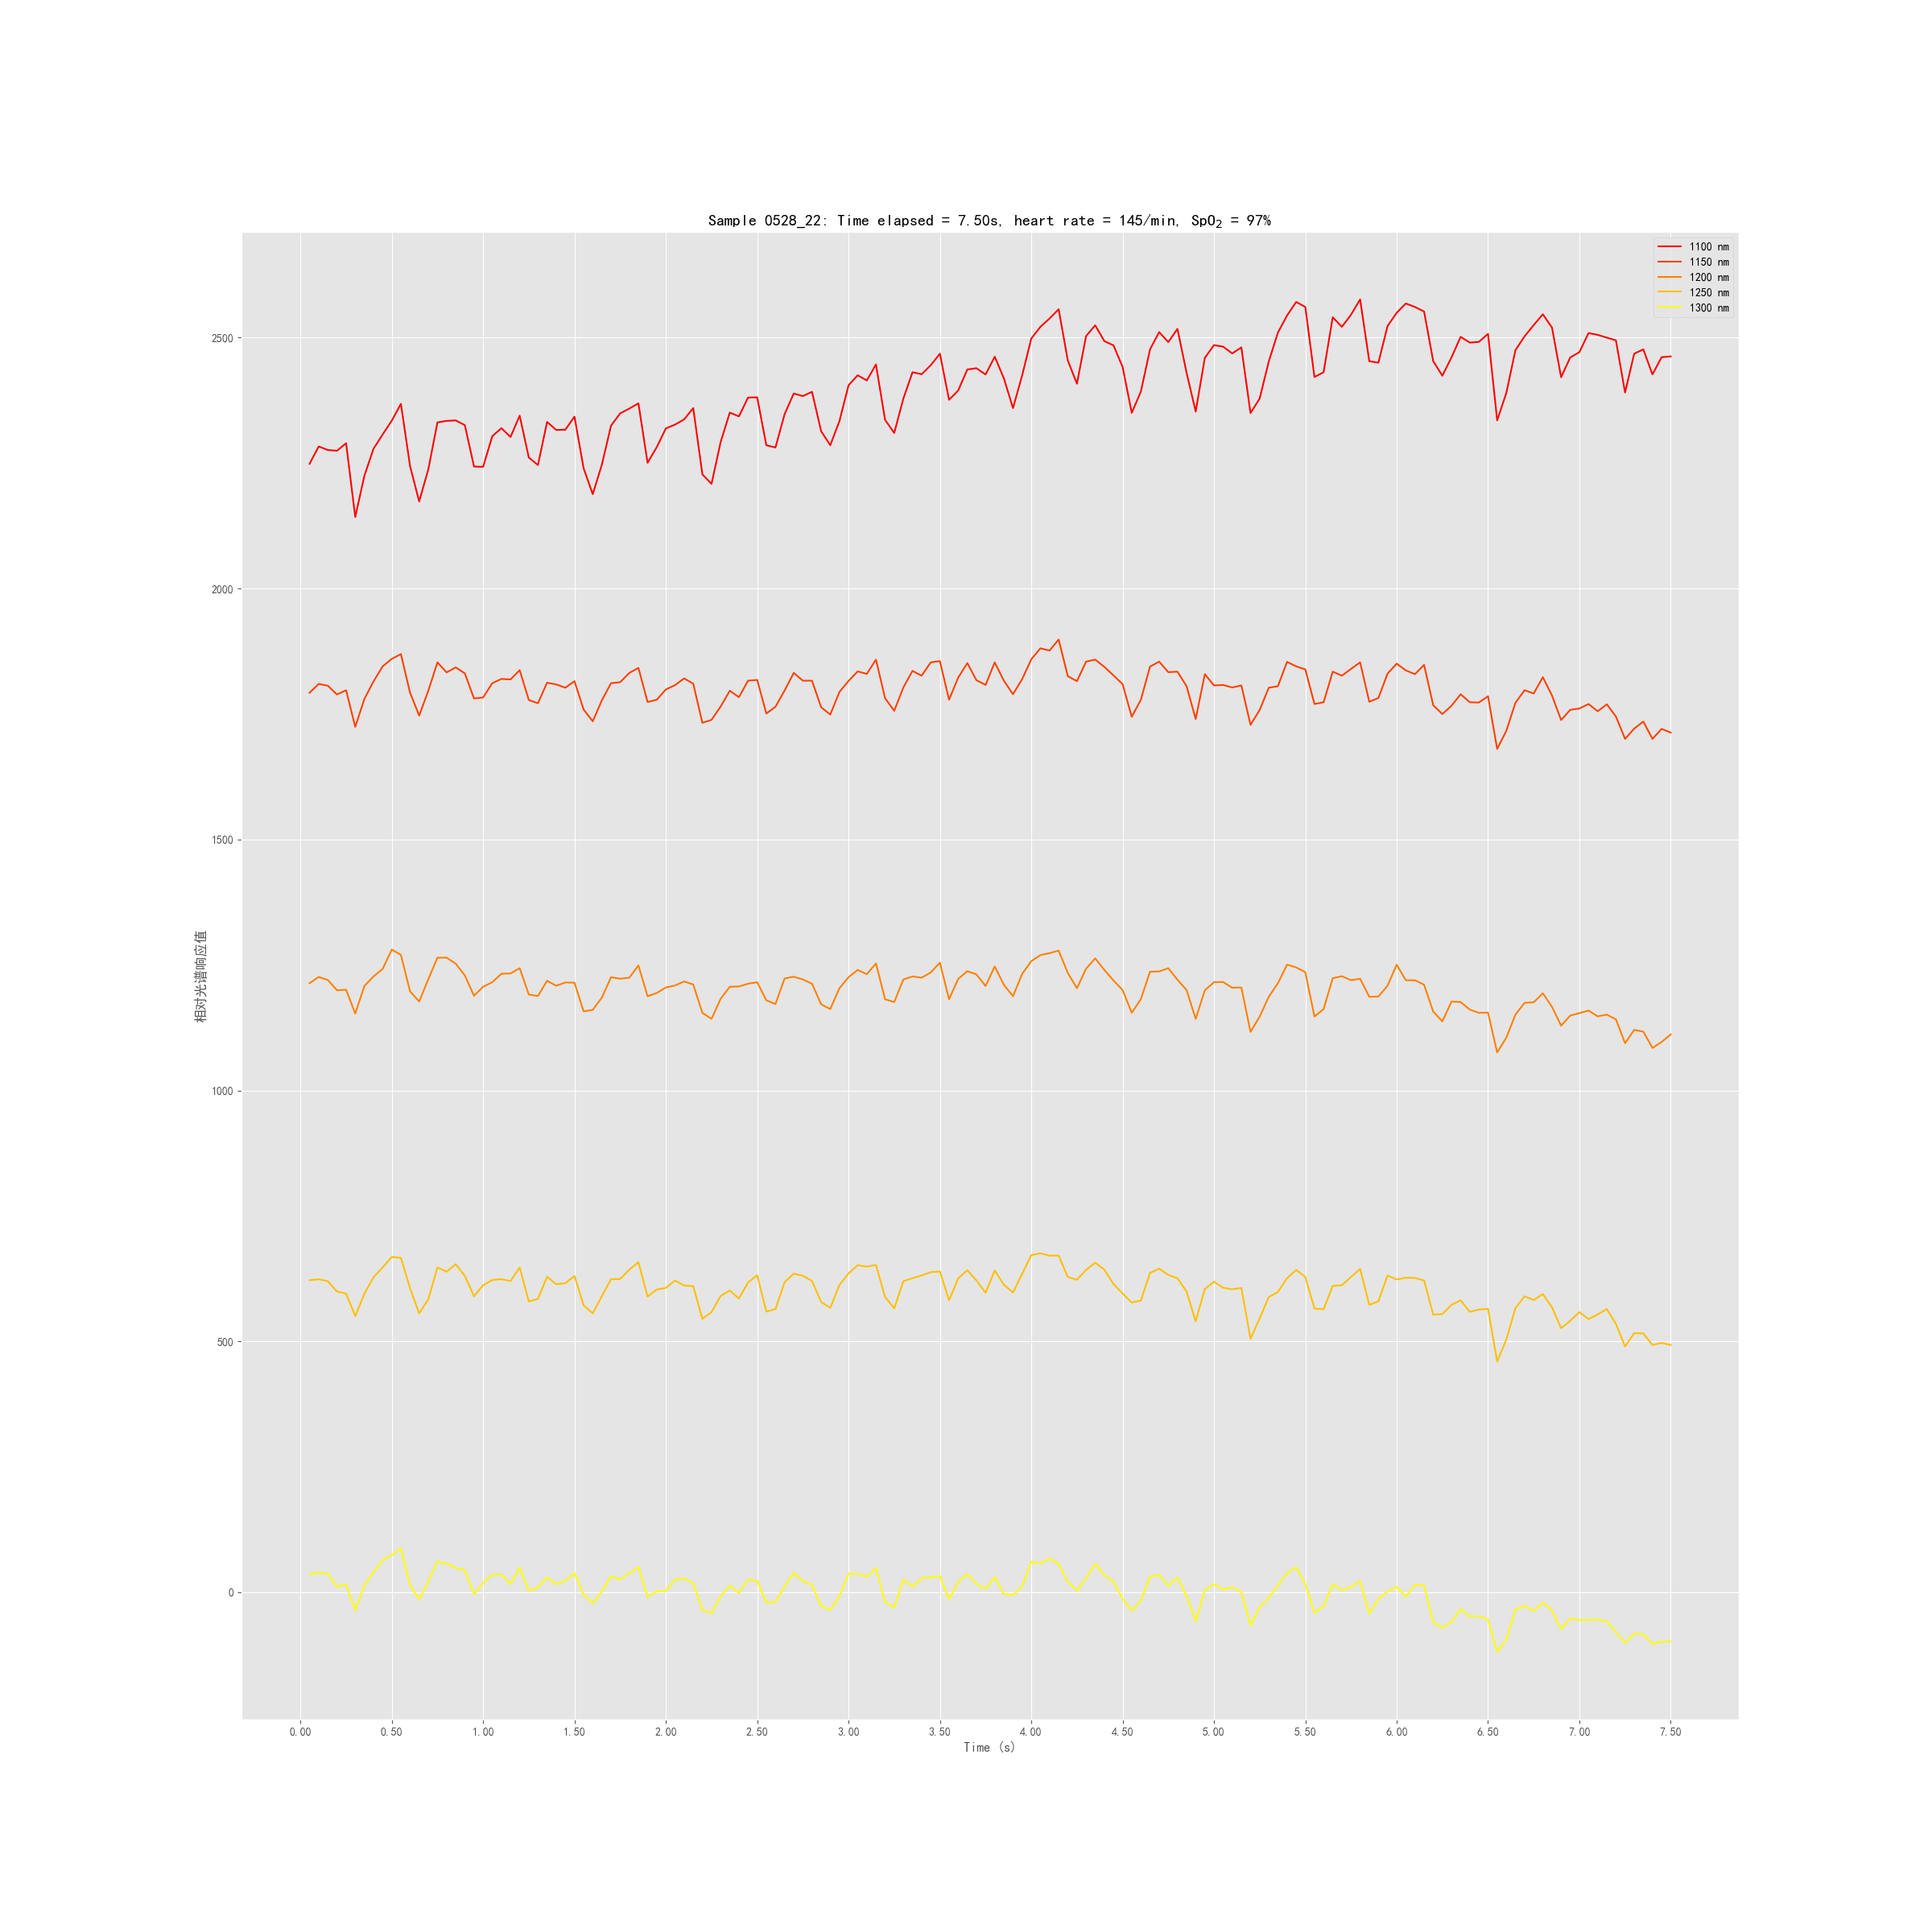 Sample 0528_22: Time elapsed = 7.50s, heart rate = 145/min, SpO2 = 97%
1100 nm
1150 nm
1200 nm
1250 nm
1300 nm
2500
2000
1500
1000
500
0
相对光谱响应值
0.00 0.50 1.00 1.50 2.00 2.50 3.00 3.50 4.00 4.50 5.00 5.50 6.00 6.50 7.00 7.50
Time (s)